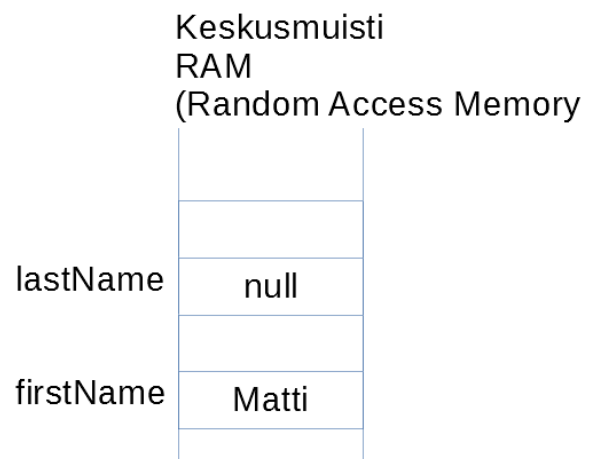 Keskusmuisti
RAM
(Random Access Memory
lastName null
firstName Matti